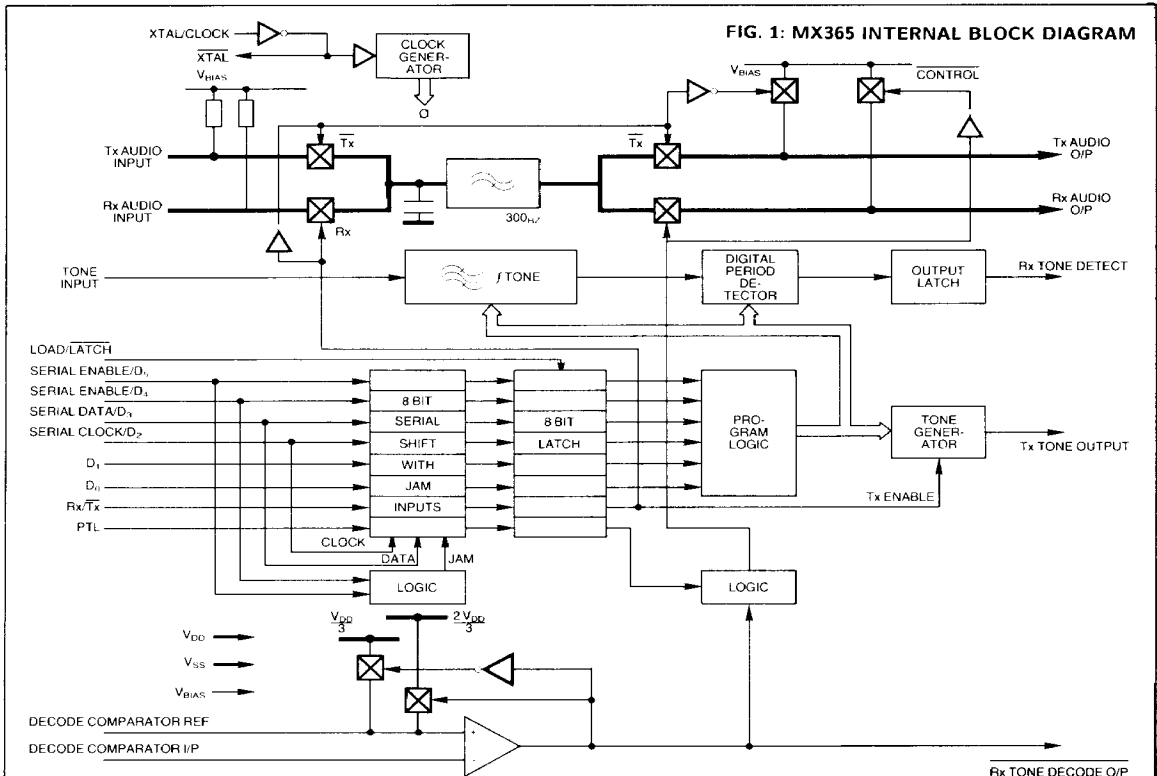 FIG. 1: MX365 INTERNAL BLOCK DIAGRAM
XTAL/CLOCK
XTAL
VBIAS
CLOCK
GENER-
ATOR
Ø
VBIAS
CONTROL
Tx
Tx
Tx AUDIO
INPUT
Tx AUDIO
O/P
Rx AUDIO
INPUT
Rx
300Hz
Rx AUDIO
O/P
TONE
INPUT
f TONE
DIGITAL
PERIOD
DE-
TECTOR
OUTPUT
LATCH
Rx TONE DETECT
LOAD/LATCH
SERIAL ENABLE/D5
SERIAL ENABLE/D4
SERIAL DATA/D3
SERIAL CLOCK/D2
D1
D0
Rx/Tx
PTL
8 BIT
SERIAL
SHIFT
WITH
JAM
INPUTS
8 BIT
LATCH
PRO-
GRAM
LOGIC
TONE
GENER-
ATOR
Tx TONE OUTPUT
Tx ENABLE
CLOCK
DATA
JAM
LOGIC
LOGIC
VDD
3
2 VDD
3
VDD
VSS
VBIAS
DECODE COMPARATOR REF
+
DECODE COMPARATOR I/P
-
Rx TONE DECODE O/P